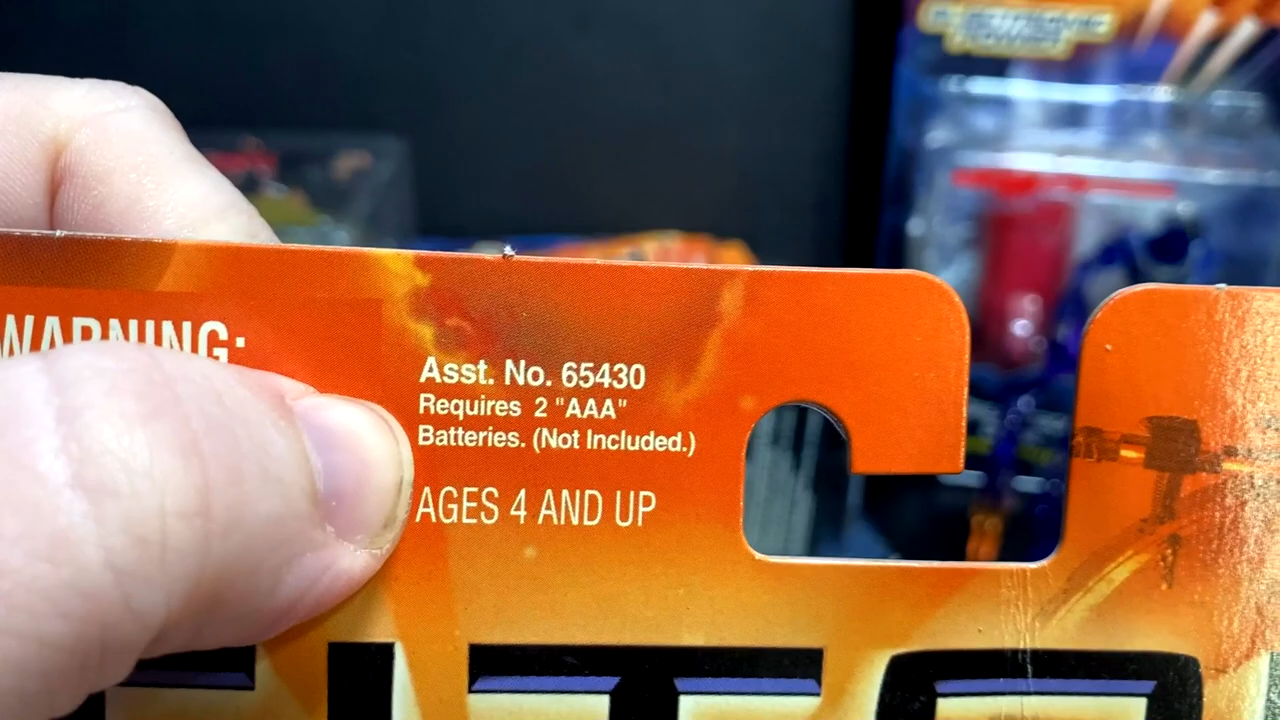 WARNING:
Asst. No. 65430
Requires 2 "AAA"
Batteries. (Not Included.)
AGES 4 AND UP